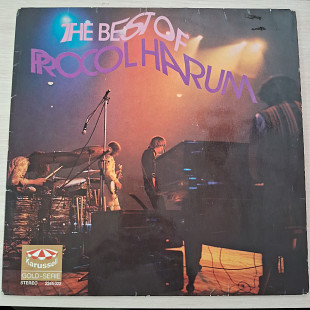 THE BEST OF
PROCOL HARUM
Karussell
GOLD-SERIE
STEREO